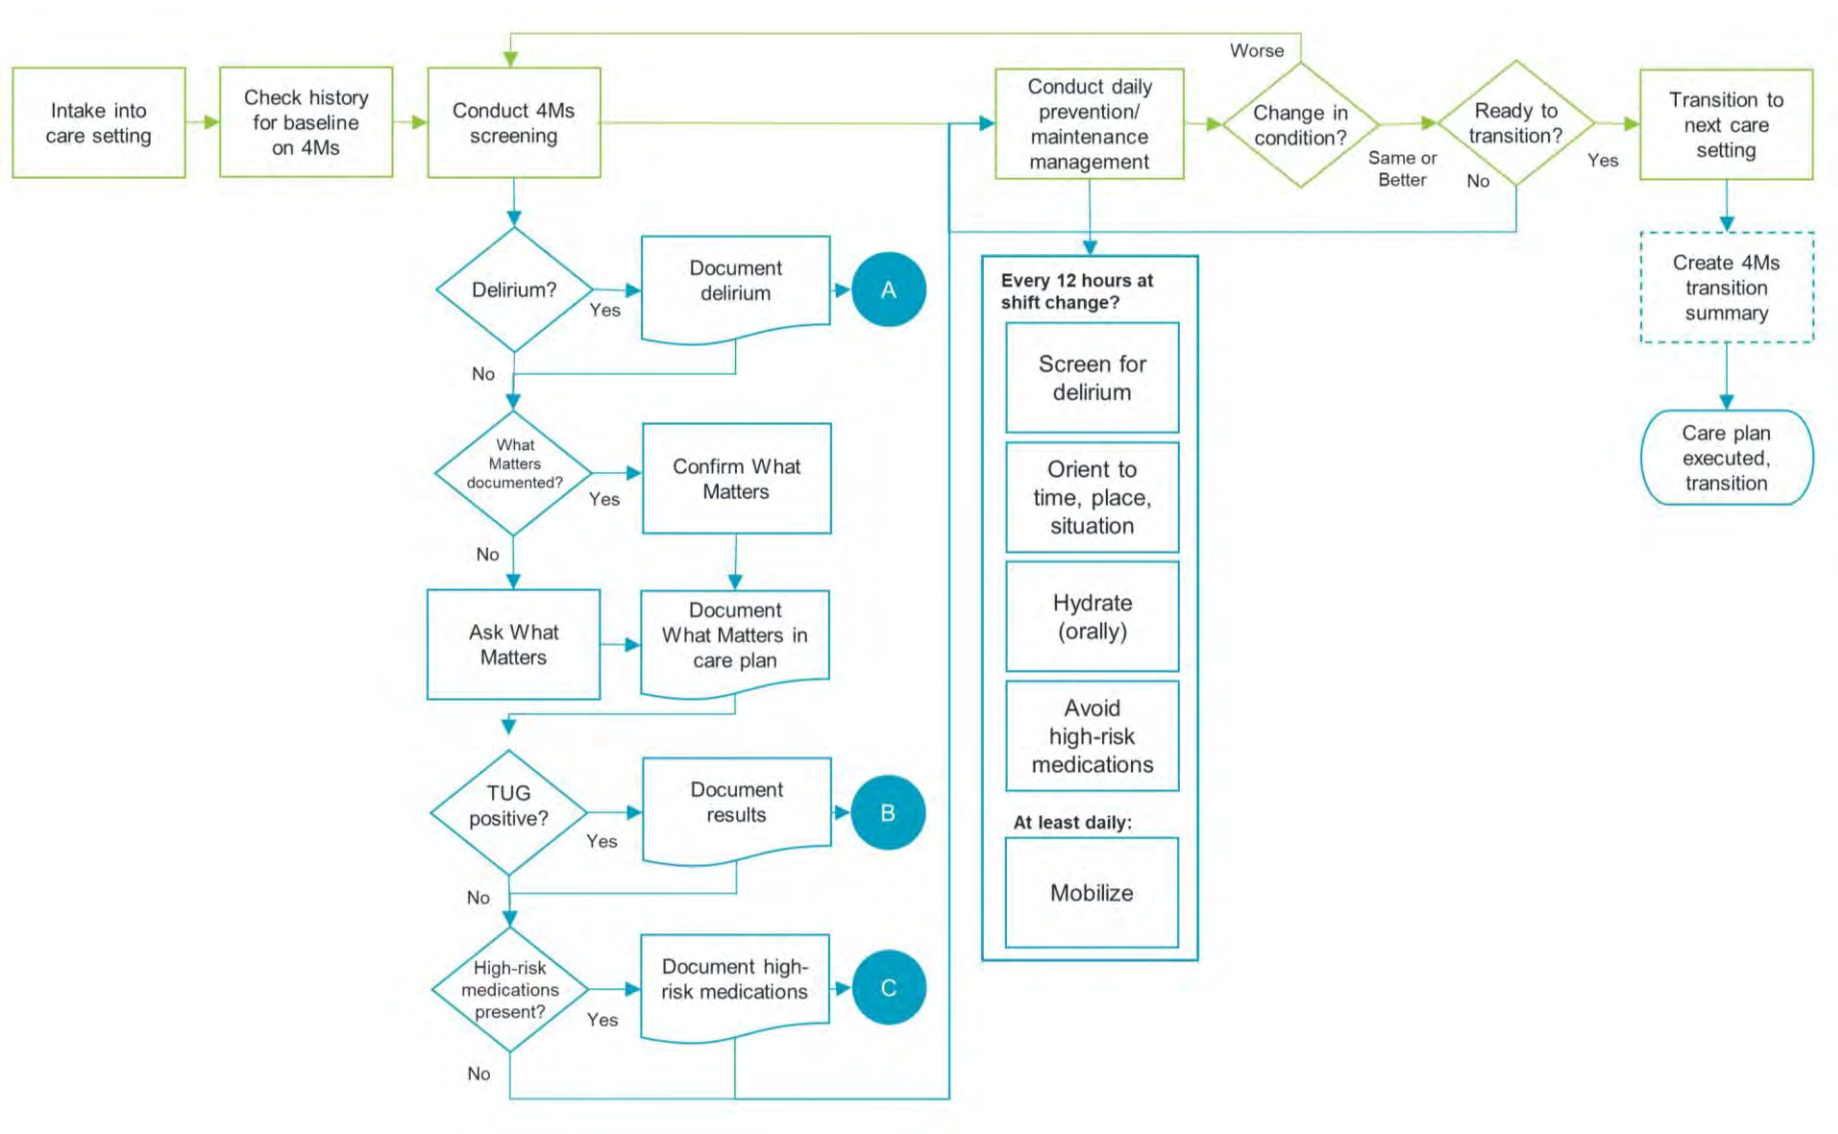 Intake into
care setting
Check history
for baseline
on 4Ms
Conduct 4Ms
screening
Conduct daily
prevention/
maintenance
management
Worse
Change in
condition?
Same or
Better
Ready to
transition?
No
Yes
Transition to
next care
setting
Create 4Ms
transition
summary
Care plan
executed,
transition
Delirium?
Yes
No
Document
delirium
A
What
Matters
documented?
Yes
No
Confirm What
Matters
Ask What
Matters
Document
What Matters in
care plan
TUG
positive?
Yes
No
Document
results
B
High-risk
medications
present?
Yes
No
Document high-
risk medications
C
Every 12 hours at
shift change?
Screen for
delirium
Orient to
time, place,
situation
Hydrate
(orally)
Avoid
high-risk
medications
At least daily:
Mobilize